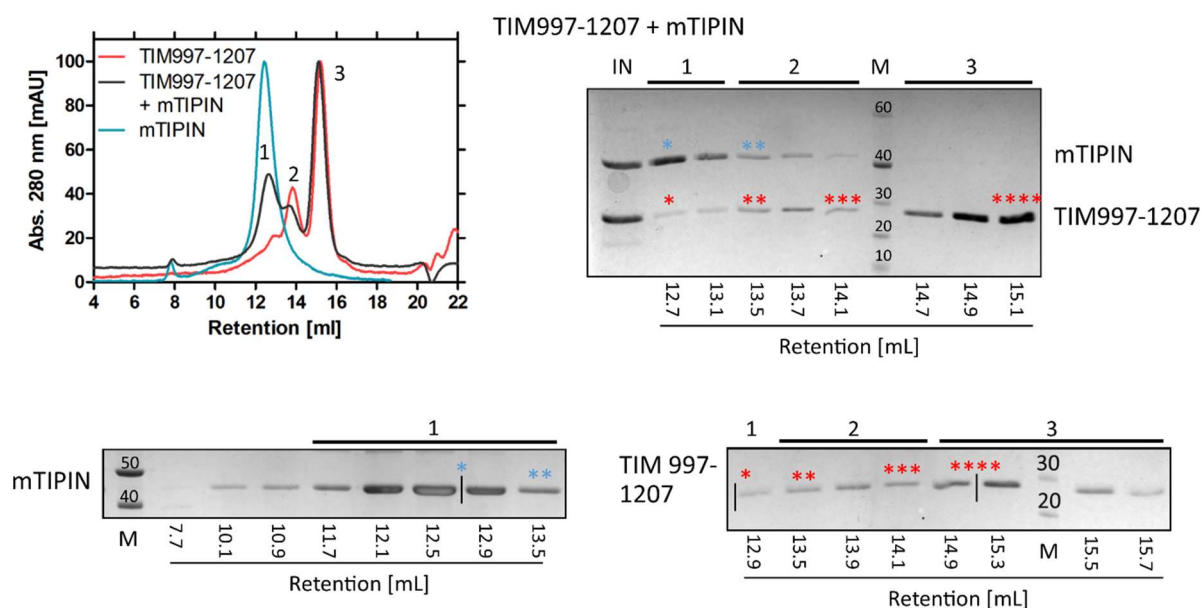 TIM997-1207 + mTIPIN
100
80
60
40
20
0
Abs. 280 nm [mAU]
4 6 8 10 12 14 16 18 20 22
Retention [ml]
TIM997-1207
TIM997-1207
+ mTIPIN
mTIPIN
1
2
3
IN 1 2 M 3
60
40
30
20
10
* **
* ** *** ****
mTIPIN
TIM997-1207
12.7 13.1 13.5 13.7 14.1 14.7 14.9 15.1
Retention [mL]
1
mTIPIN
50
40
* **
M 7.7 10.1 10.9 11.7 12.1 12.5 12.9 13.5
Retention [mL]
1 2 3
TIM 997-
1207
* ** *** ****
30
20
12.9 13.5 13.9 14.1 14.9 15.3 M 15.5 15.7
Retention [mL]